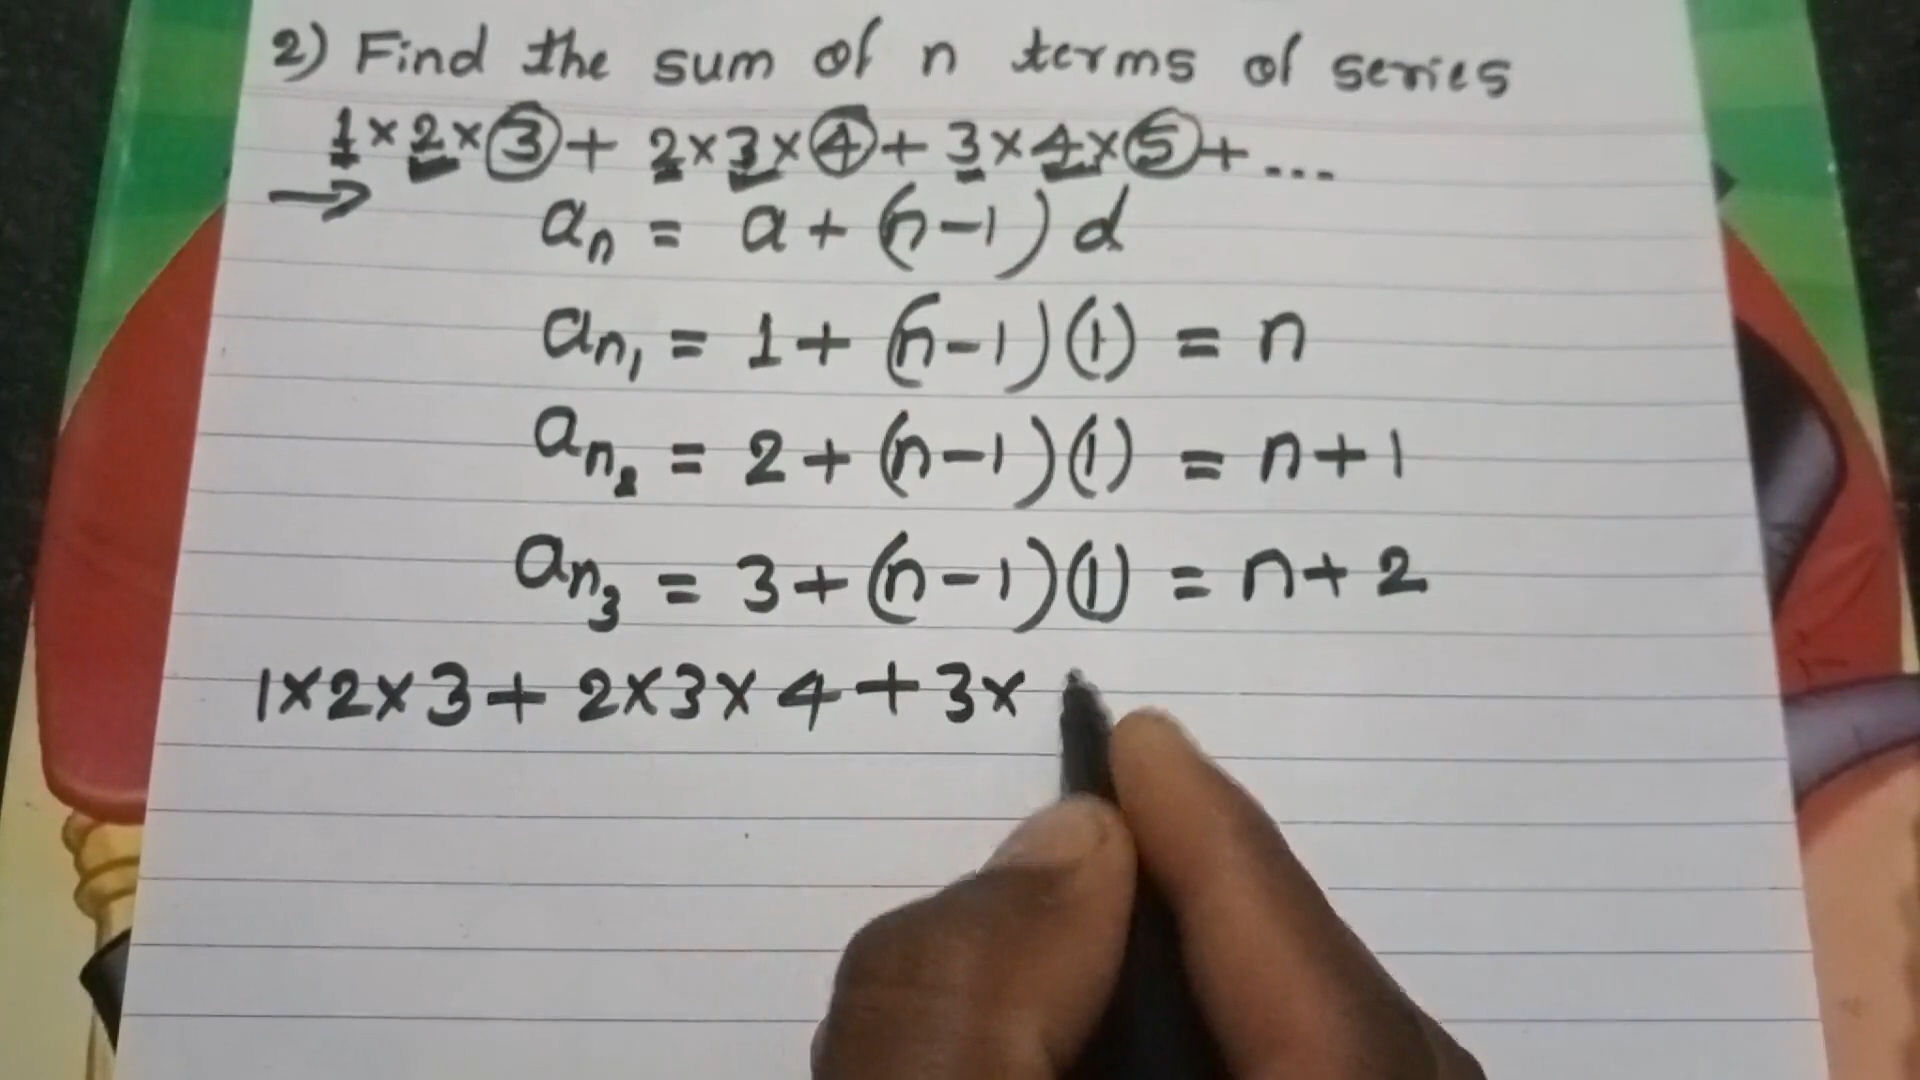 2) Find the sum of n terms of series
1×2×3+ 2×3×4+ 3×4×5+...
→ aₙ = a+(n-1)d
aₙ₁ = 1+(n-1)(1) = n
aₙ₂ = 2+(n-1)(1) = n+1
aₙ₃ = 3+(n-1)(1) = n+2
1×2×3+ 2×3×4+3×